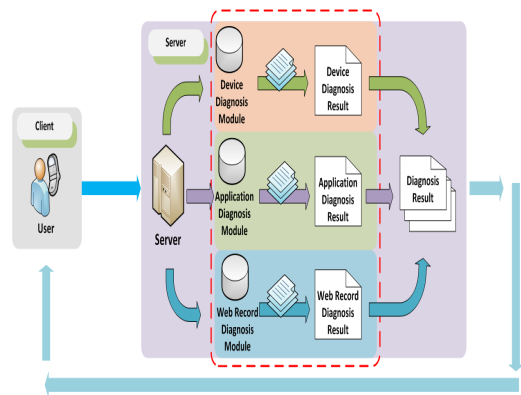 Server
Device
Diagnosis
Module
Device
Diagnosis
Result
Client
User
Server
Application
Diagnosis
Module
Application
Diagnosis
Result
Diagnosis
Result
Web Record
Diagnosis
Module
Web Record
Diagnosis
Result